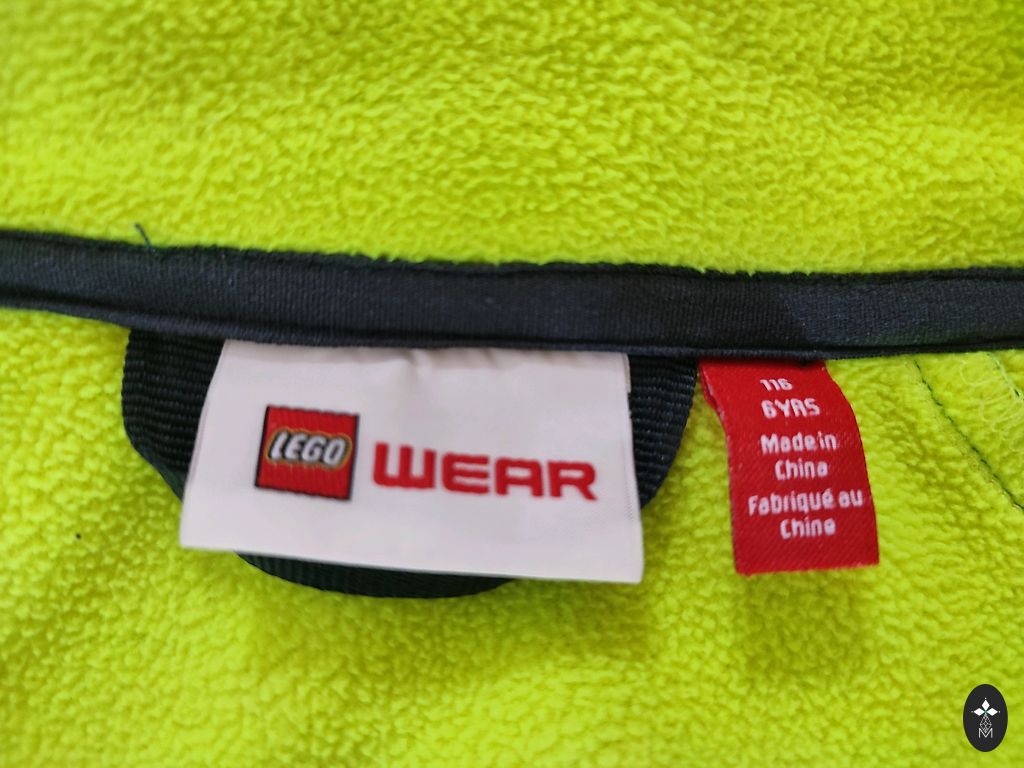 LEGO WEAR
116
6YRS
Made in
China
Fabriqué au
Chine
M